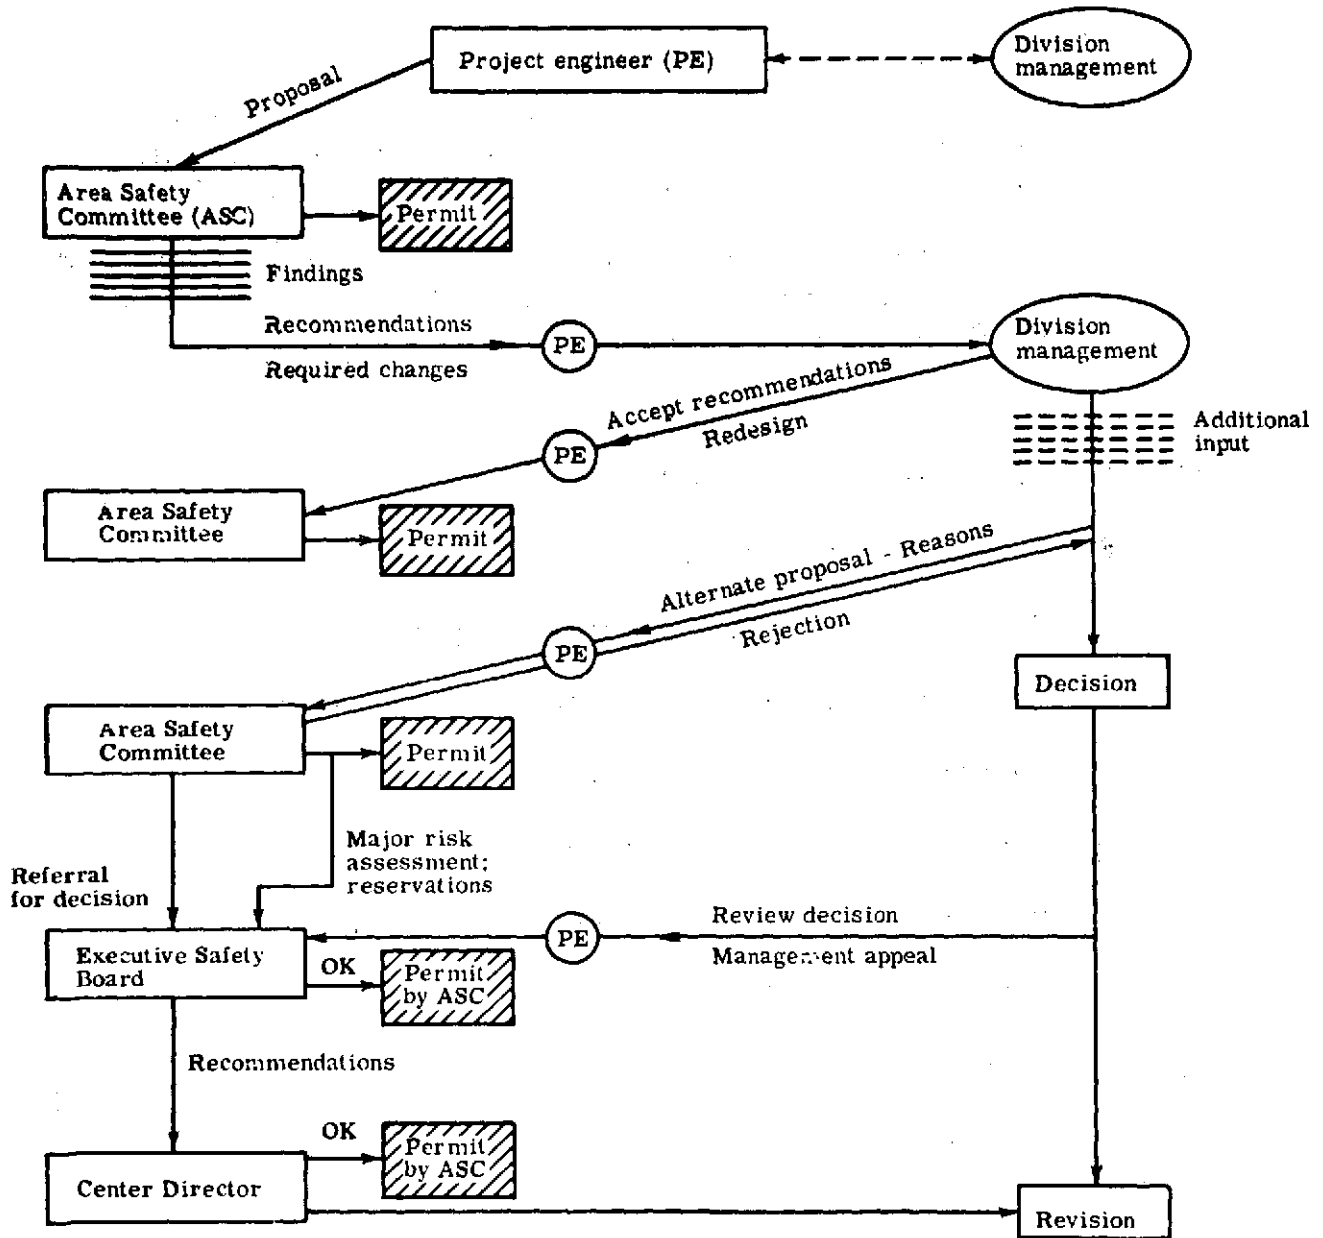 Project engineer (PE)
Division
management
Proposal
Area Safety
Committee (ASC)
Permit
Findings
Recommendations
Required changes
PE
Division
management
Accept recommendations
Redesign
PE
Additional
input
Area Safety
Committee
Permit
Alternate proposal - Reasons
Rejection
PE
Decision
Area Safety
Committee
Permit
Major risk
assessment;
reservations
Referral
for decision
Review decision
Management appeal
PE
Executive Safety
Board
OK
Permit
by ASC
Recommendations
OK
Permit
by ASC
Center Director
Revision